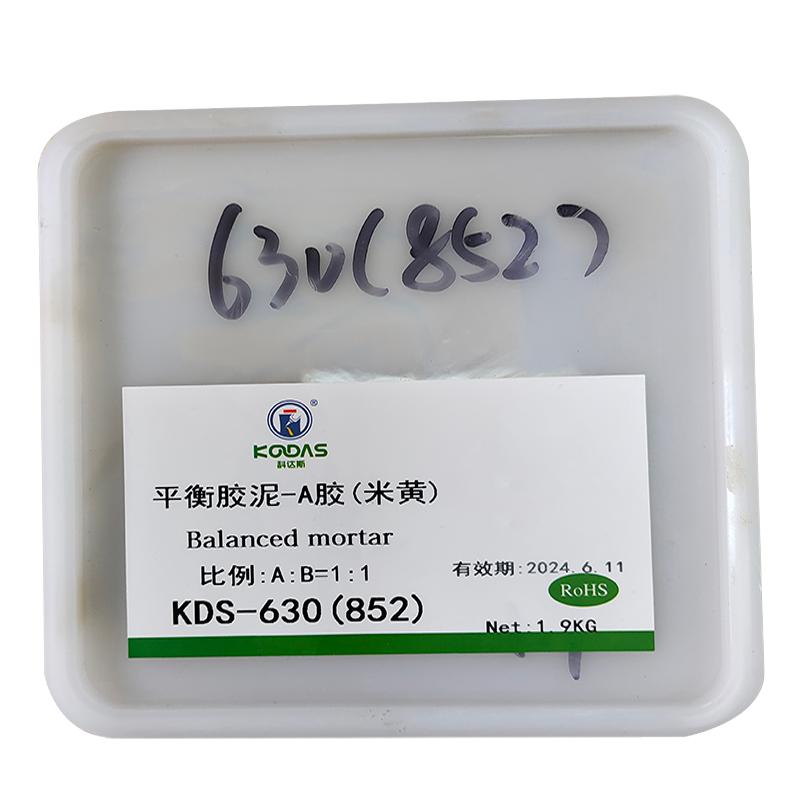 630(852)
®
KODAS
科达斯
平衡胶泥-A胶(米黄)
Balanced mortar
比例:A:B=1:1
有效期:2024.6.11
RoHS
KDS-630(852)
Net:1.9KG